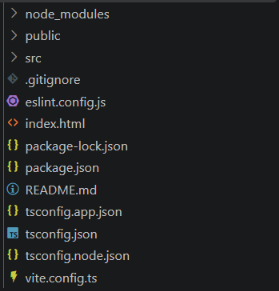 node_modules
public
src
.gitignore
eslint.config.js
index.html
package-lock.json
package.json
README.md
tsconfig.app.json
tsconfig.json
tsconfig.node.json
vite.config.ts